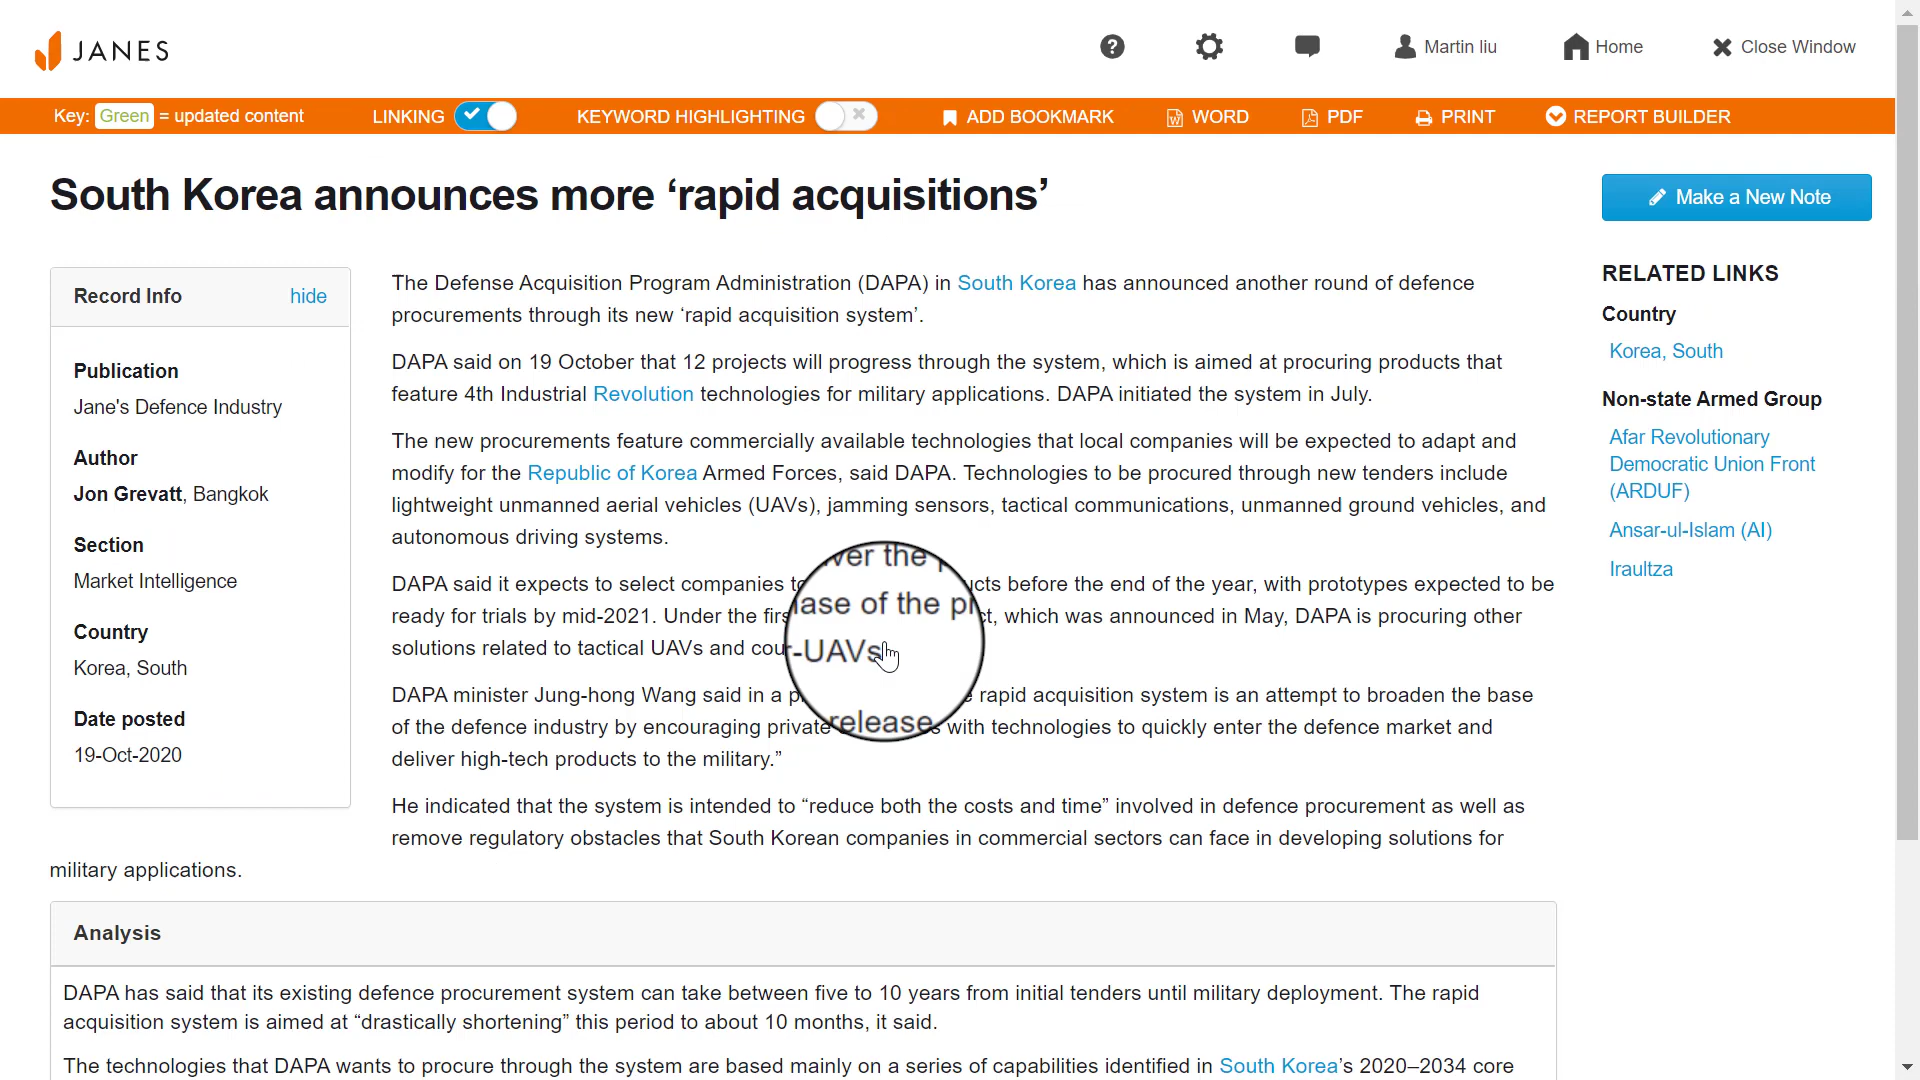 JANES
Martin liu
Home
Close Window
Key: Green = updated content
LINKING
KEYWORD HIGHLIGHTING
ADD BOOKMARK
WORD
PDF
PRINT
REPORT BUILDER
South Korea announces more ‘rapid acquisitions’
Make a New Note
Record Info
hide
Publication
Jane's Defence Industry
Author
Jon Grevatt, Bangkok
Section
Market Intelligence
Country
Korea, South
Date posted
19-Oct-2020
The Defense Acquisition Program Administration (DAPA) in South Korea has announced another round of defence
procurements through its new ‘rapid acquisition system’.
DAPA said on 19 October that 12 projects will progress through the system, which is aimed at procuring products that
feature 4th Industrial Revolution technologies for military applications. DAPA initiated the system in July.
The new procurements feature commercially available technologies that local companies will be expected to adapt and
modify for the Republic of Korea Armed Forces, said DAPA. Technologies to be procured through new tenders include
lightweight unmanned aerial vehicles (UAVs), jamming sensors, tactical communications, unmanned ground vehicles, and
autonomous driving systems.
DAPA said it expects to select companies before the end of the year, with prototypes expected to be
ready for trials by mid-2021. Under the which was announced in May, DAPA is procuring other
solutions related to tactical UAVs and
the
of the
-UAVs
release
DAPA minister Jung-hong Wang said in a rapid acquisition system is an attempt to broaden the base
of the defence industry by encouraging private with technologies to quickly enter the defence market and
deliver high-tech products to the military.”
He indicated that the system is intended to “reduce both the costs and time” involved in defence procurement as well as
remove regulatory obstacles that South Korean companies in commercial sectors can face in developing solutions for
military applications.
Analysis
DAPA has said that its existing defence procurement system can take between five to 10 years from initial tenders until military deployment. The rapid
acquisition system is aimed at “drastically shortening” this period to about 10 months, it said.
The technologies that DAPA wants to procure through the system are based mainly on a series of capabilities identified in South Korea’s 2020–2034 core
RELATED LINKS
Country
Korea, South
Non-state Armed Group
Afar Revolutionary
Democratic Union Front
(ARDUF)
Ansar-ul-Islam (AI)
Iraultza